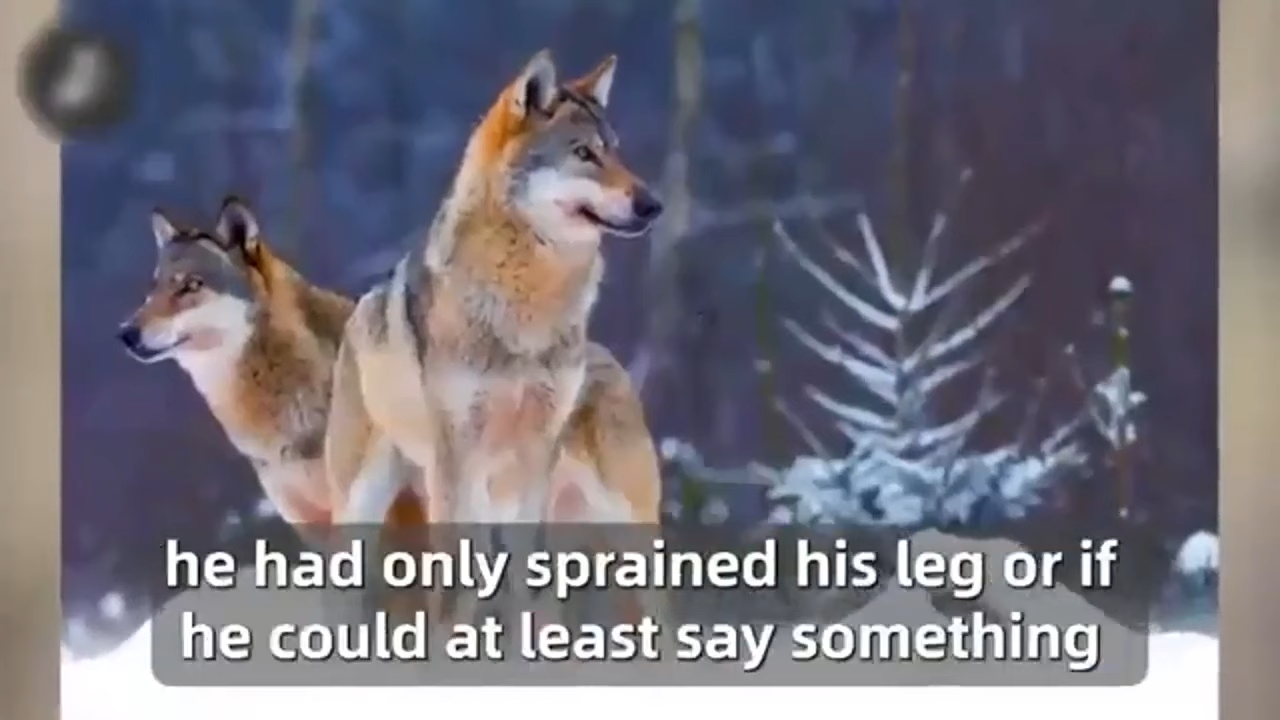 he had only sprained his leg or if
he could at least say something